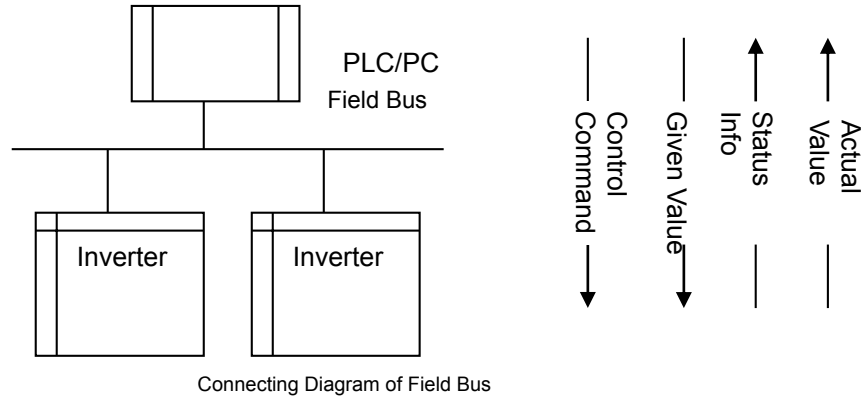 PLC/PC
Field Bus
Inverter
Inverter
Control
Command
Given Value
Status
Info
Actual
Value
Connecting Diagram of Field Bus